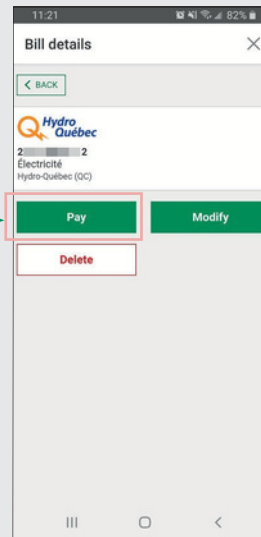 11:21 82%
Bill details
< BACK
Hydro
Québec
2 2
Électricité
Hydro-Québec (QC)
Pay Modify
Delete